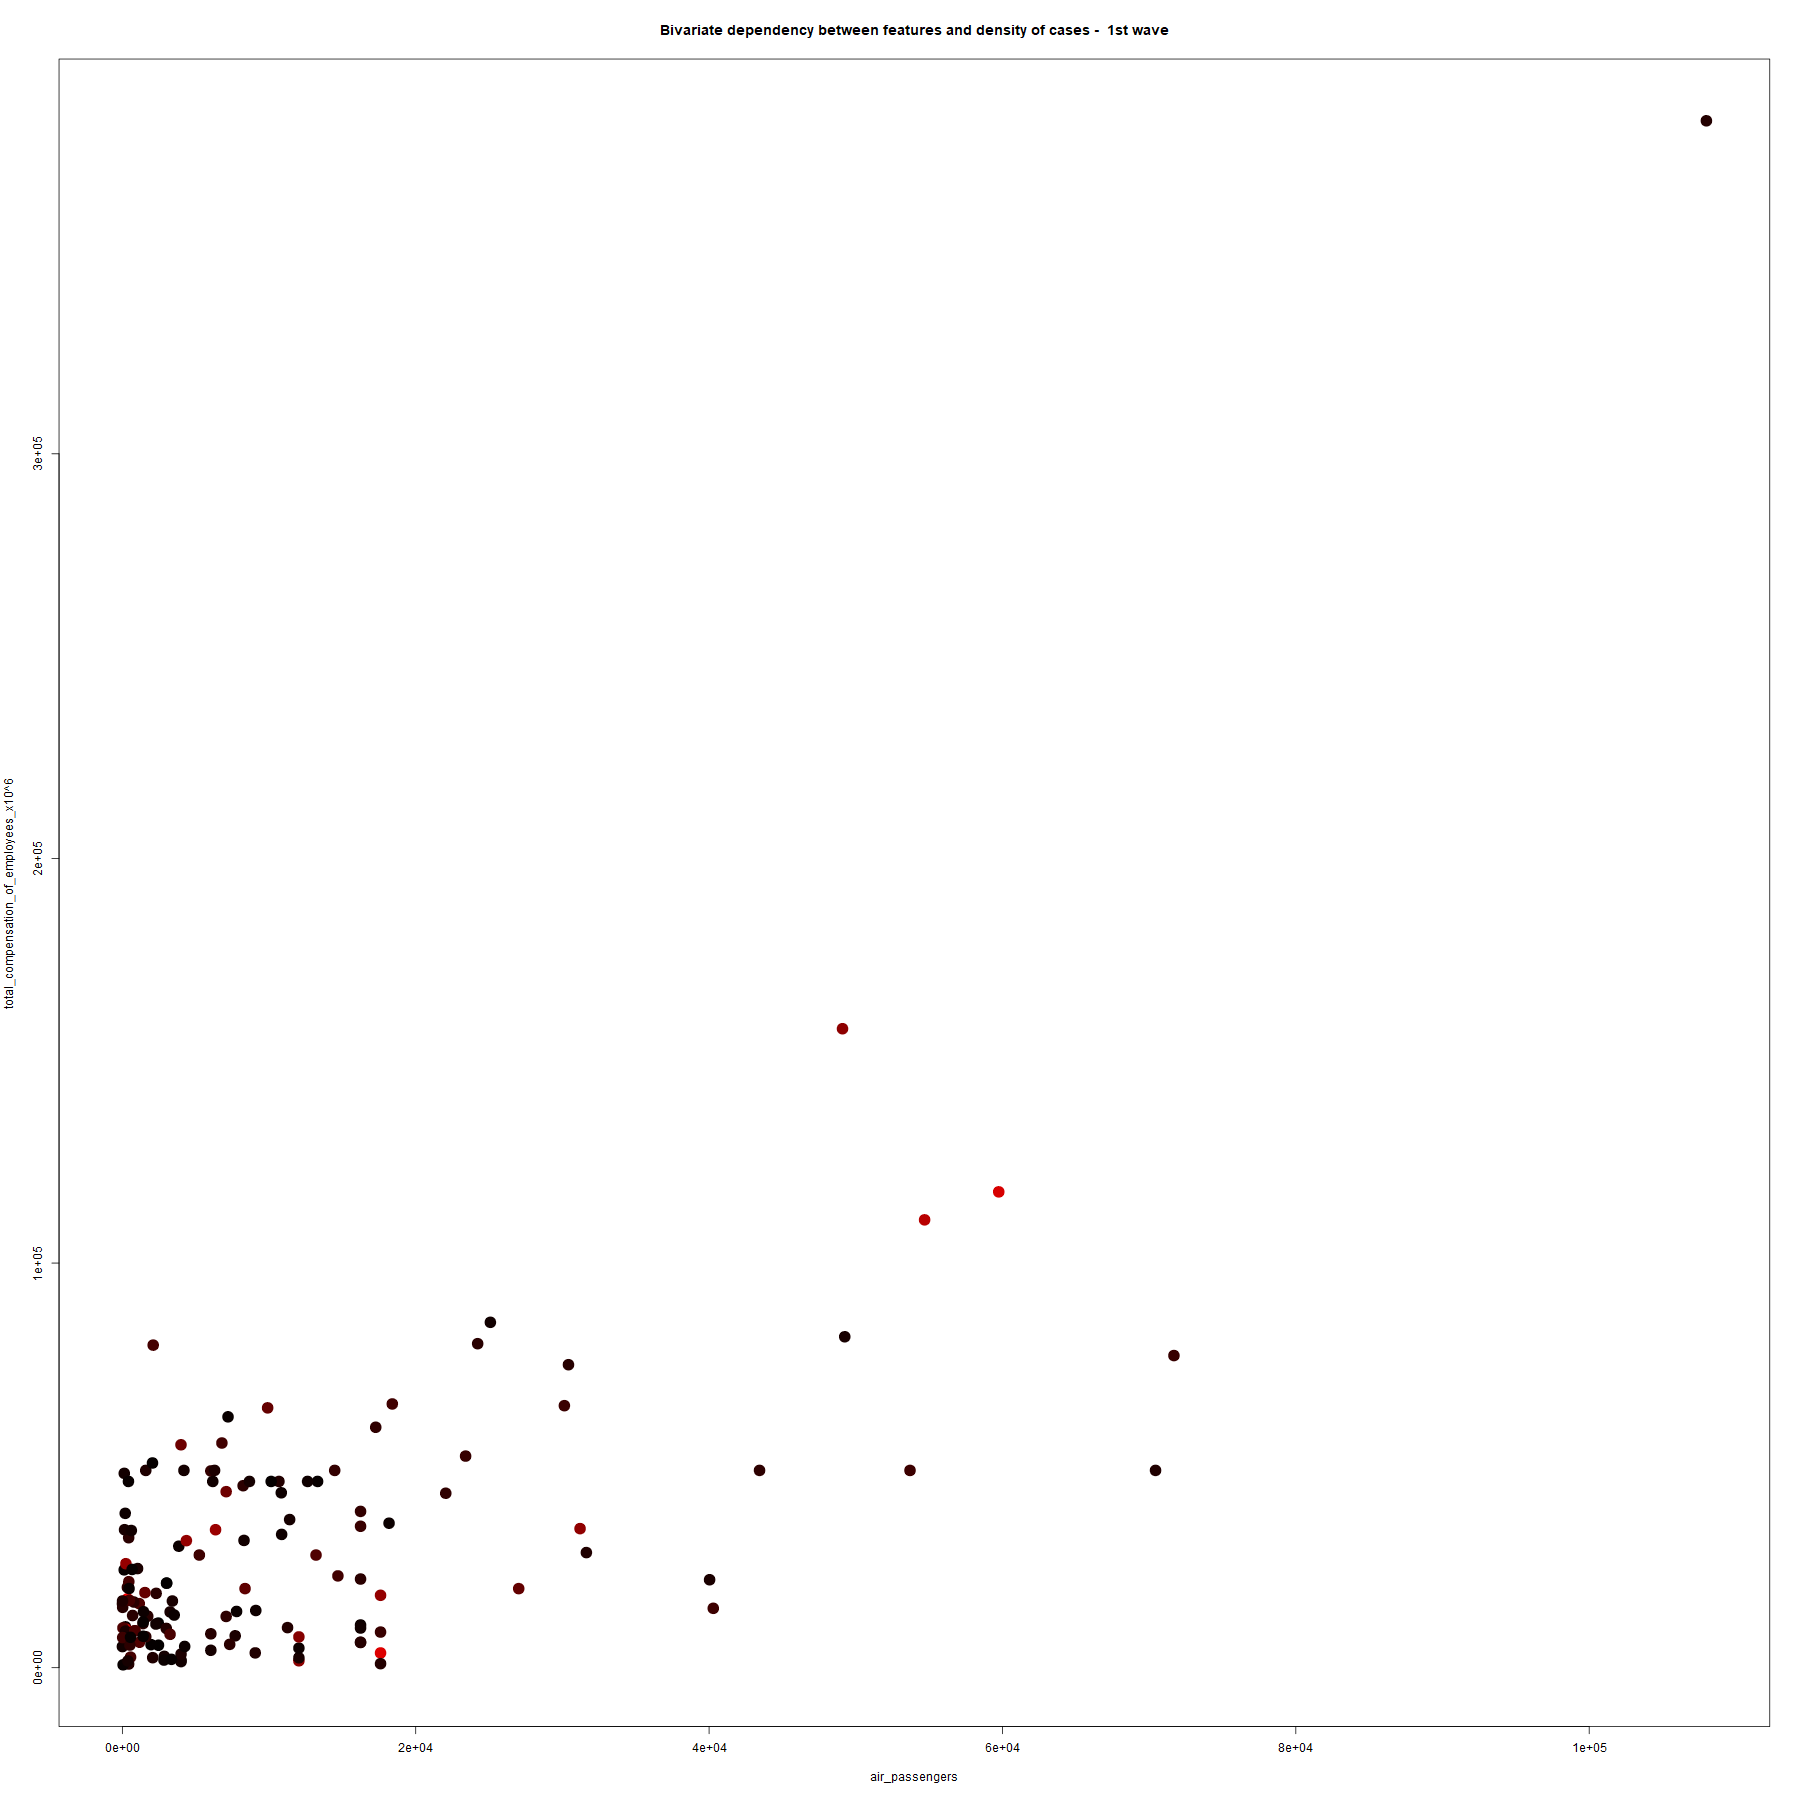 Bivariate dependency between features and density of cases -  1st wave
total_compensation_of_employees_x10^6
3e+05
2e+05
1e+05
0e+00
0e+00
2e+04
4e+04
6e+04
8e+04
1e+05
air_passengers